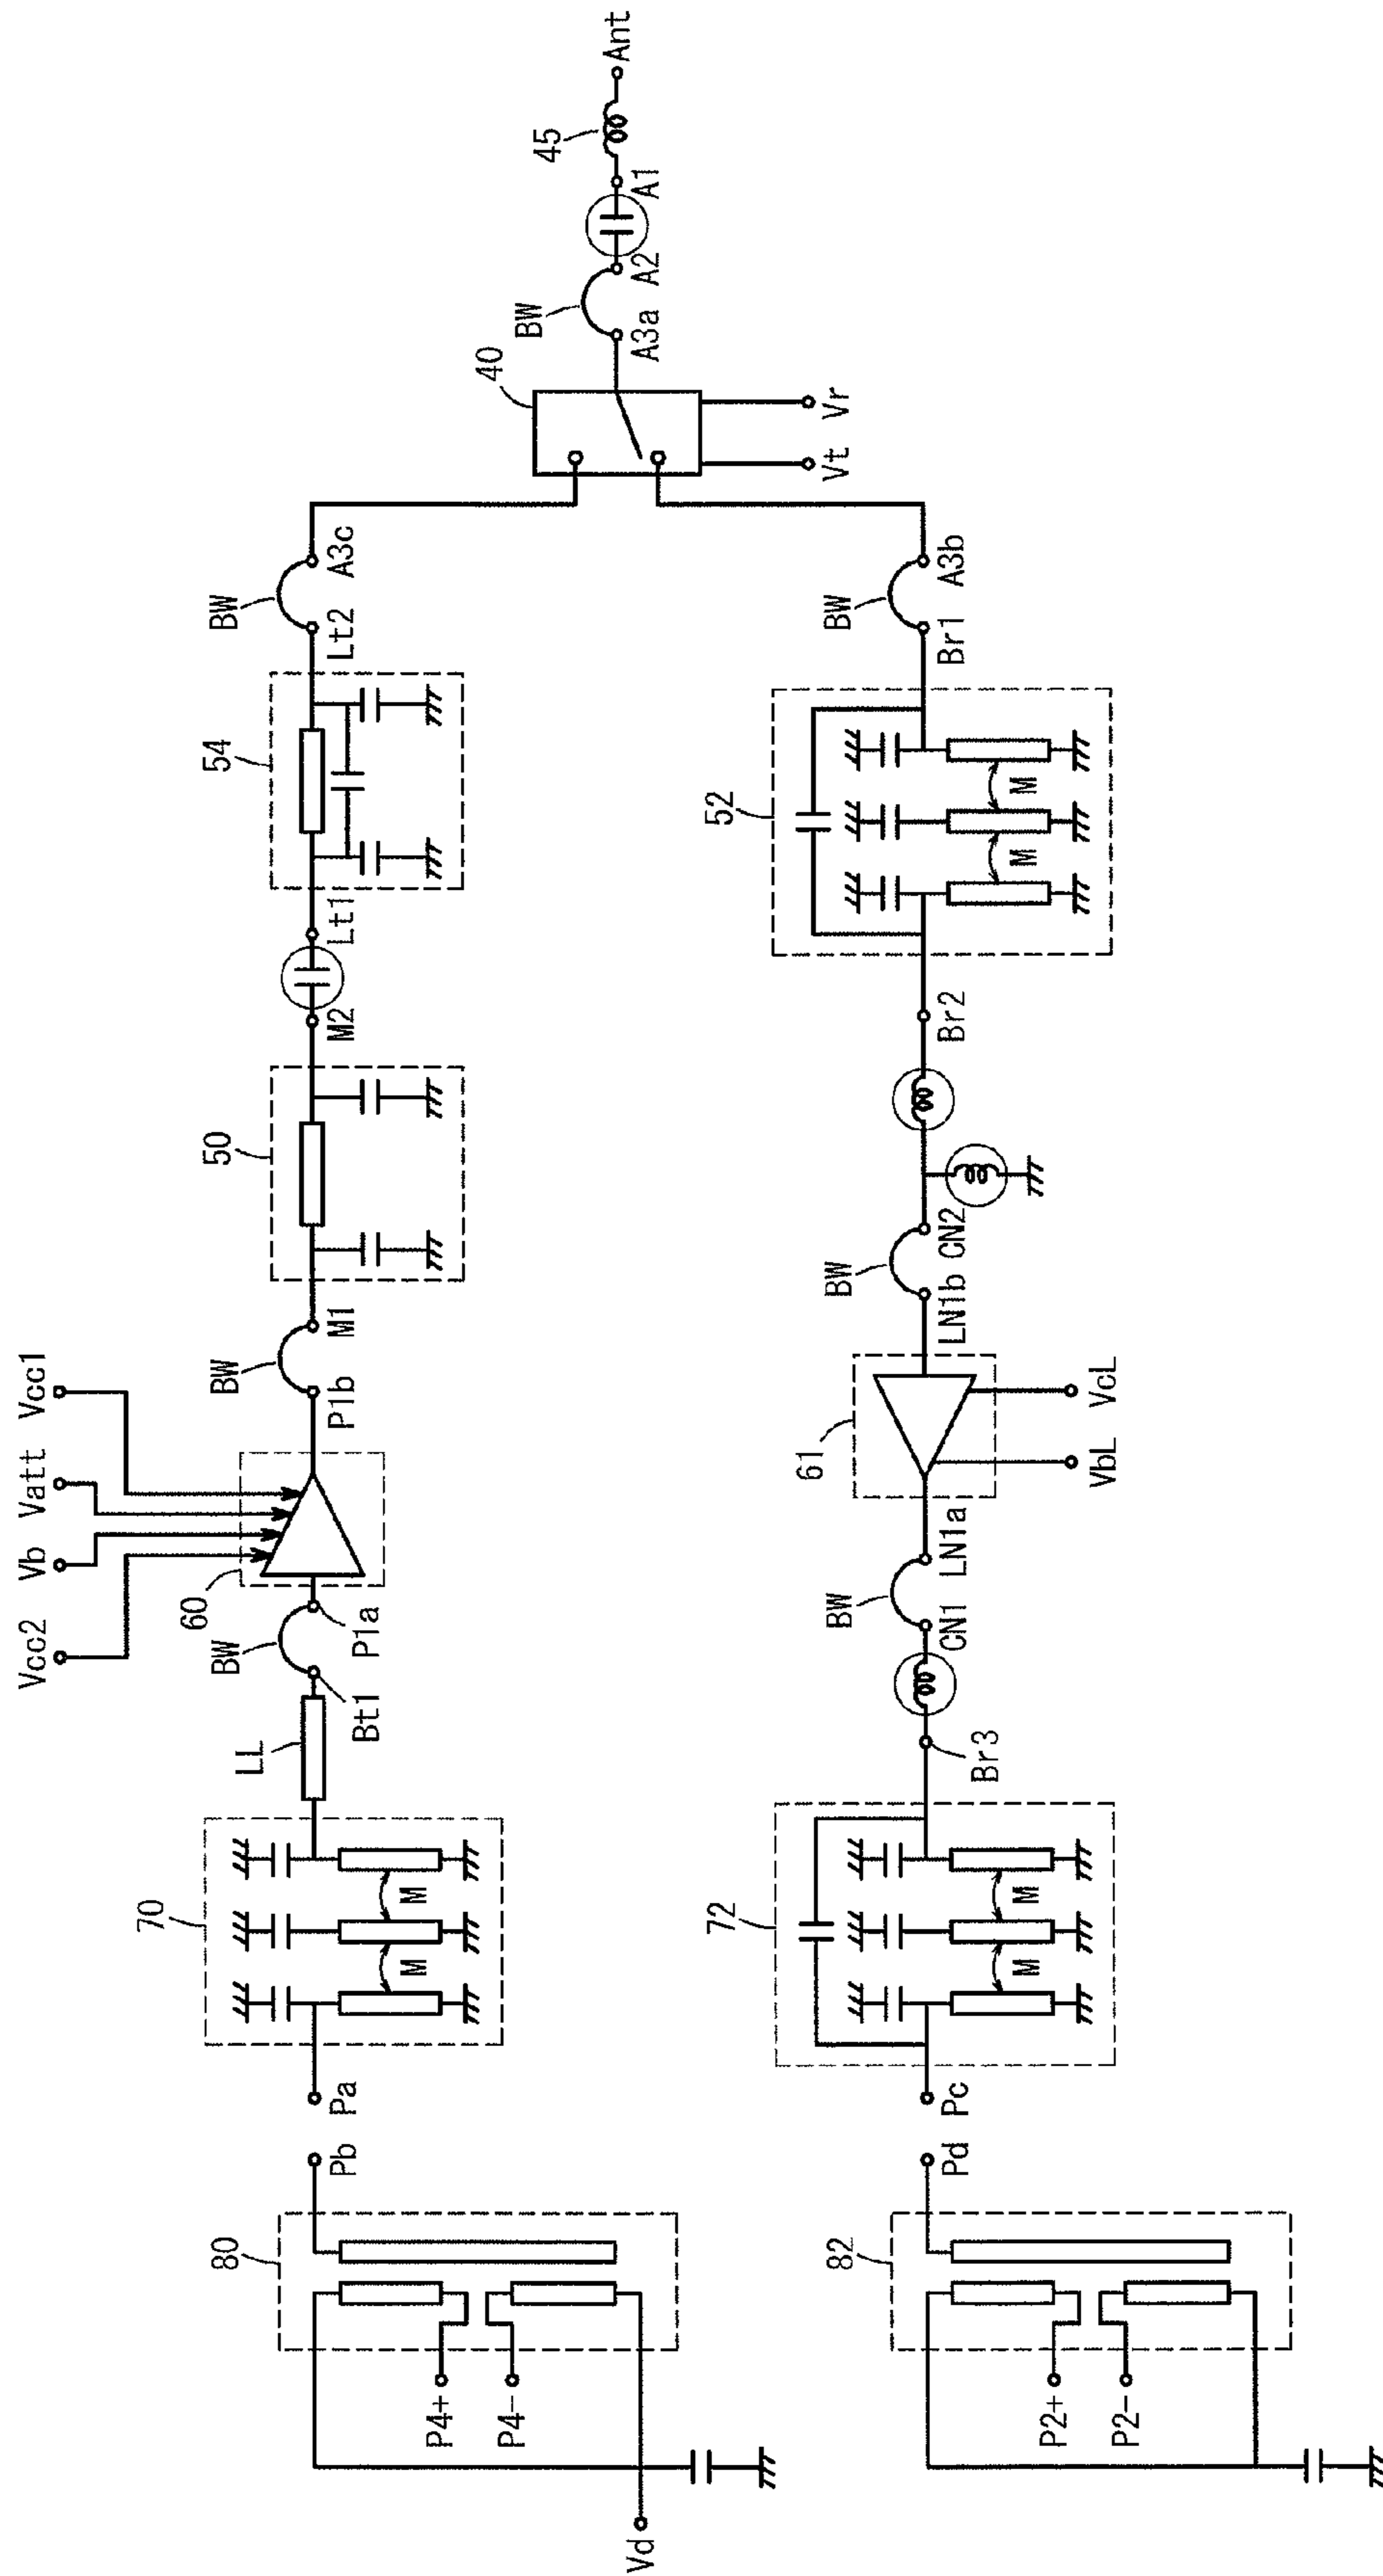 Vcc2
Vb
Vatt
Vcc1
80
Pb
Pa
P4+
P4-
Vd
70
M
M
LL
Bt1
BW
P1a
60
P1b
BW
M1
50
M2
Lt1
54
Lt2
BW
A3c
40
Vt
Vr
A3a
BW
A2
A1
45
Ant
82
Pd
Pc
P2+
P2-
72
M
M
Br3
CN1
BW
LN1a
61
VbL
VcL
LN1b
BW
CN2
Br2
52
M
M
Br1
BW
A3b